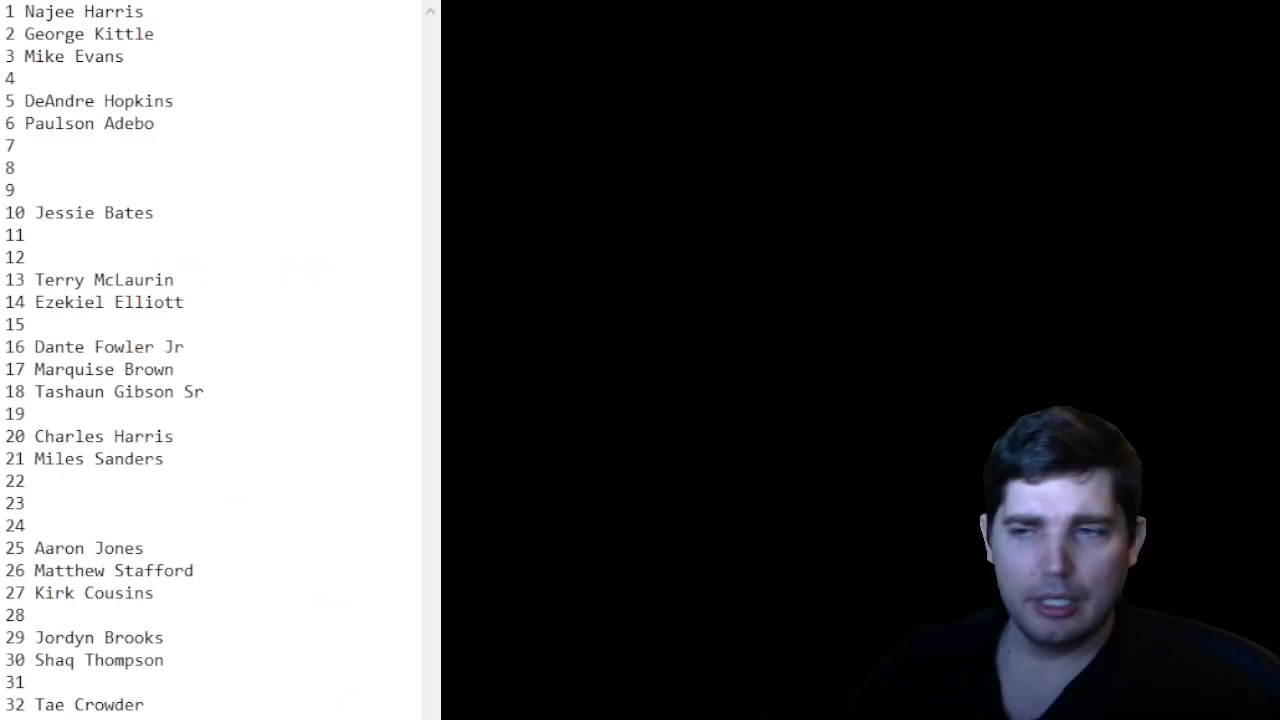 1 Najee Harris
2 George Kittle
3 Mike Evans
4
5 DeAndre Hopkins
6 Paulson Adebo
7
8
9
10 Jessie Bates
11
12
13 Terry McLaurin
14 Ezekiel Elliott
15
16 Dante Fowler Jr
17 Marquise Brown
18 Tashaun Gibson Sr
19
20 Charles Harris
21 Miles Sanders
22
23
24
25 Aaron Jones
26 Matthew Stafford
27 Kirk Cousins
28
29 Jordyn Brooks
30 Shaq Thompson
31
32 Tae Crowder